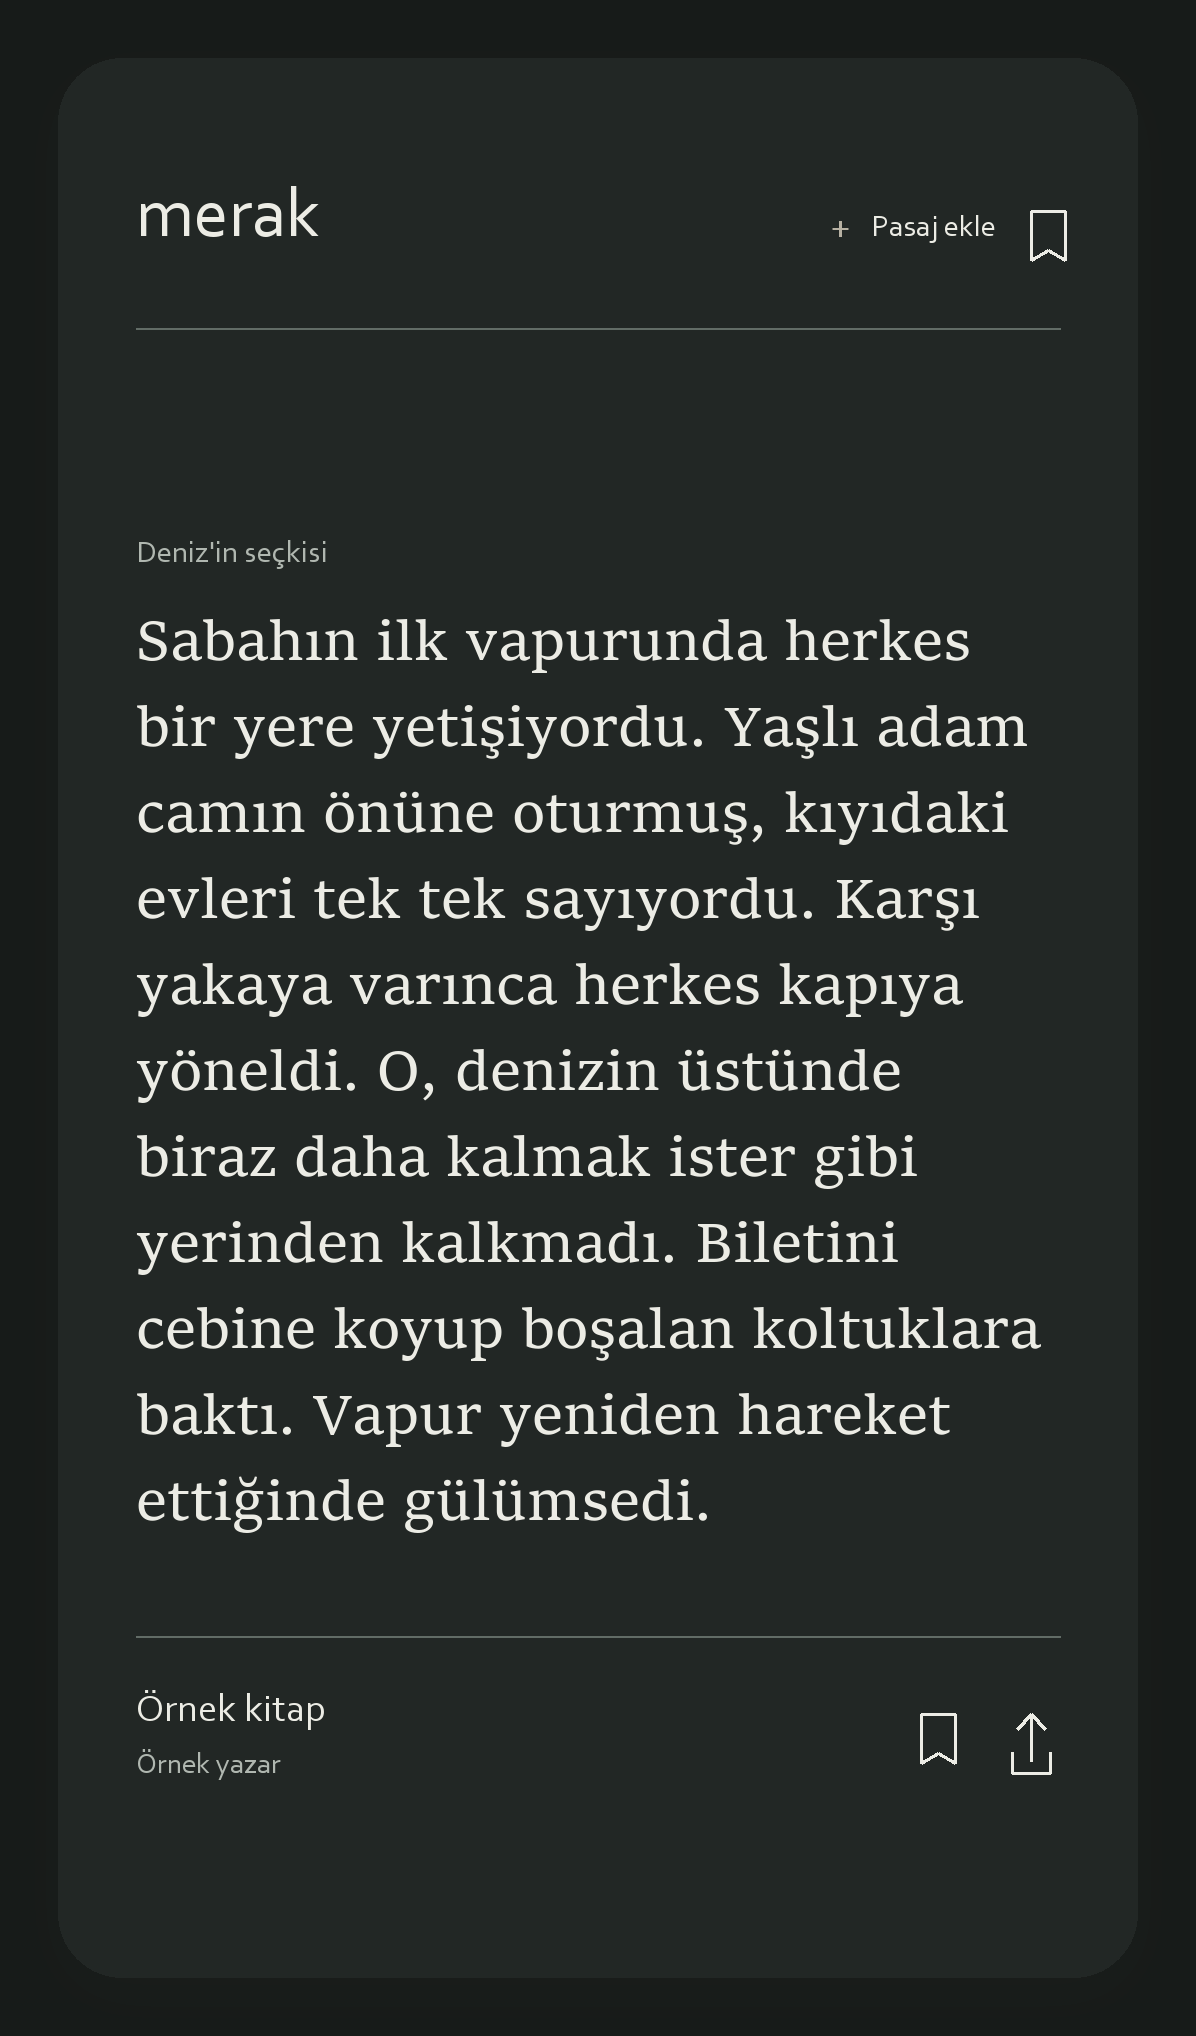 merak
+ Pasaj ekle
Deniz'in seçkisi
Sabahın ilk vapurunda herkes
bir yere yetişiyordu. Yaşlı adam
camın önüne oturmuş, kıyıdaki
evleri tek tek sayıyordu. Karşı
yakaya varınca herkes kapıya
yöneldi. O, denizin üstünde
biraz daha kalmak ister gibi
yerinden kalkmadı. Biletini
cebine koyup boşalan koltuklara
baktı. Vapur yeniden hareket
ettiğinde gülümsedi.
Örnek kitap
Örnek yazar